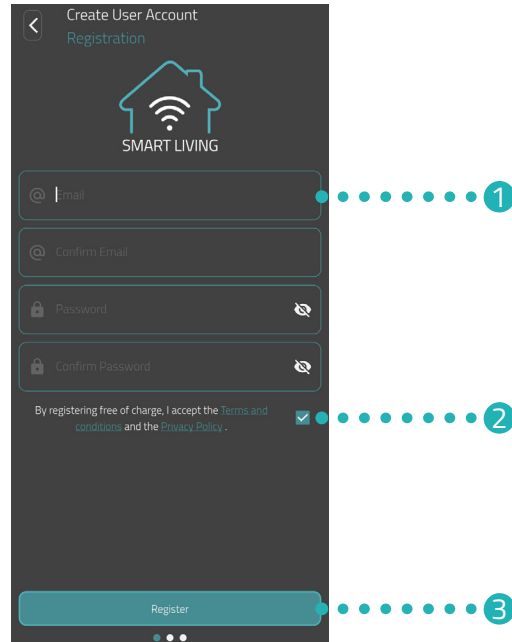 Create User Account
Registration
SMART LIVING
@ Email
1
@ Confirm Email
Password
Confirm Password
By registering free of charge, I accept the Terms and
conditions and the Privacy Policy .
2
Register
3